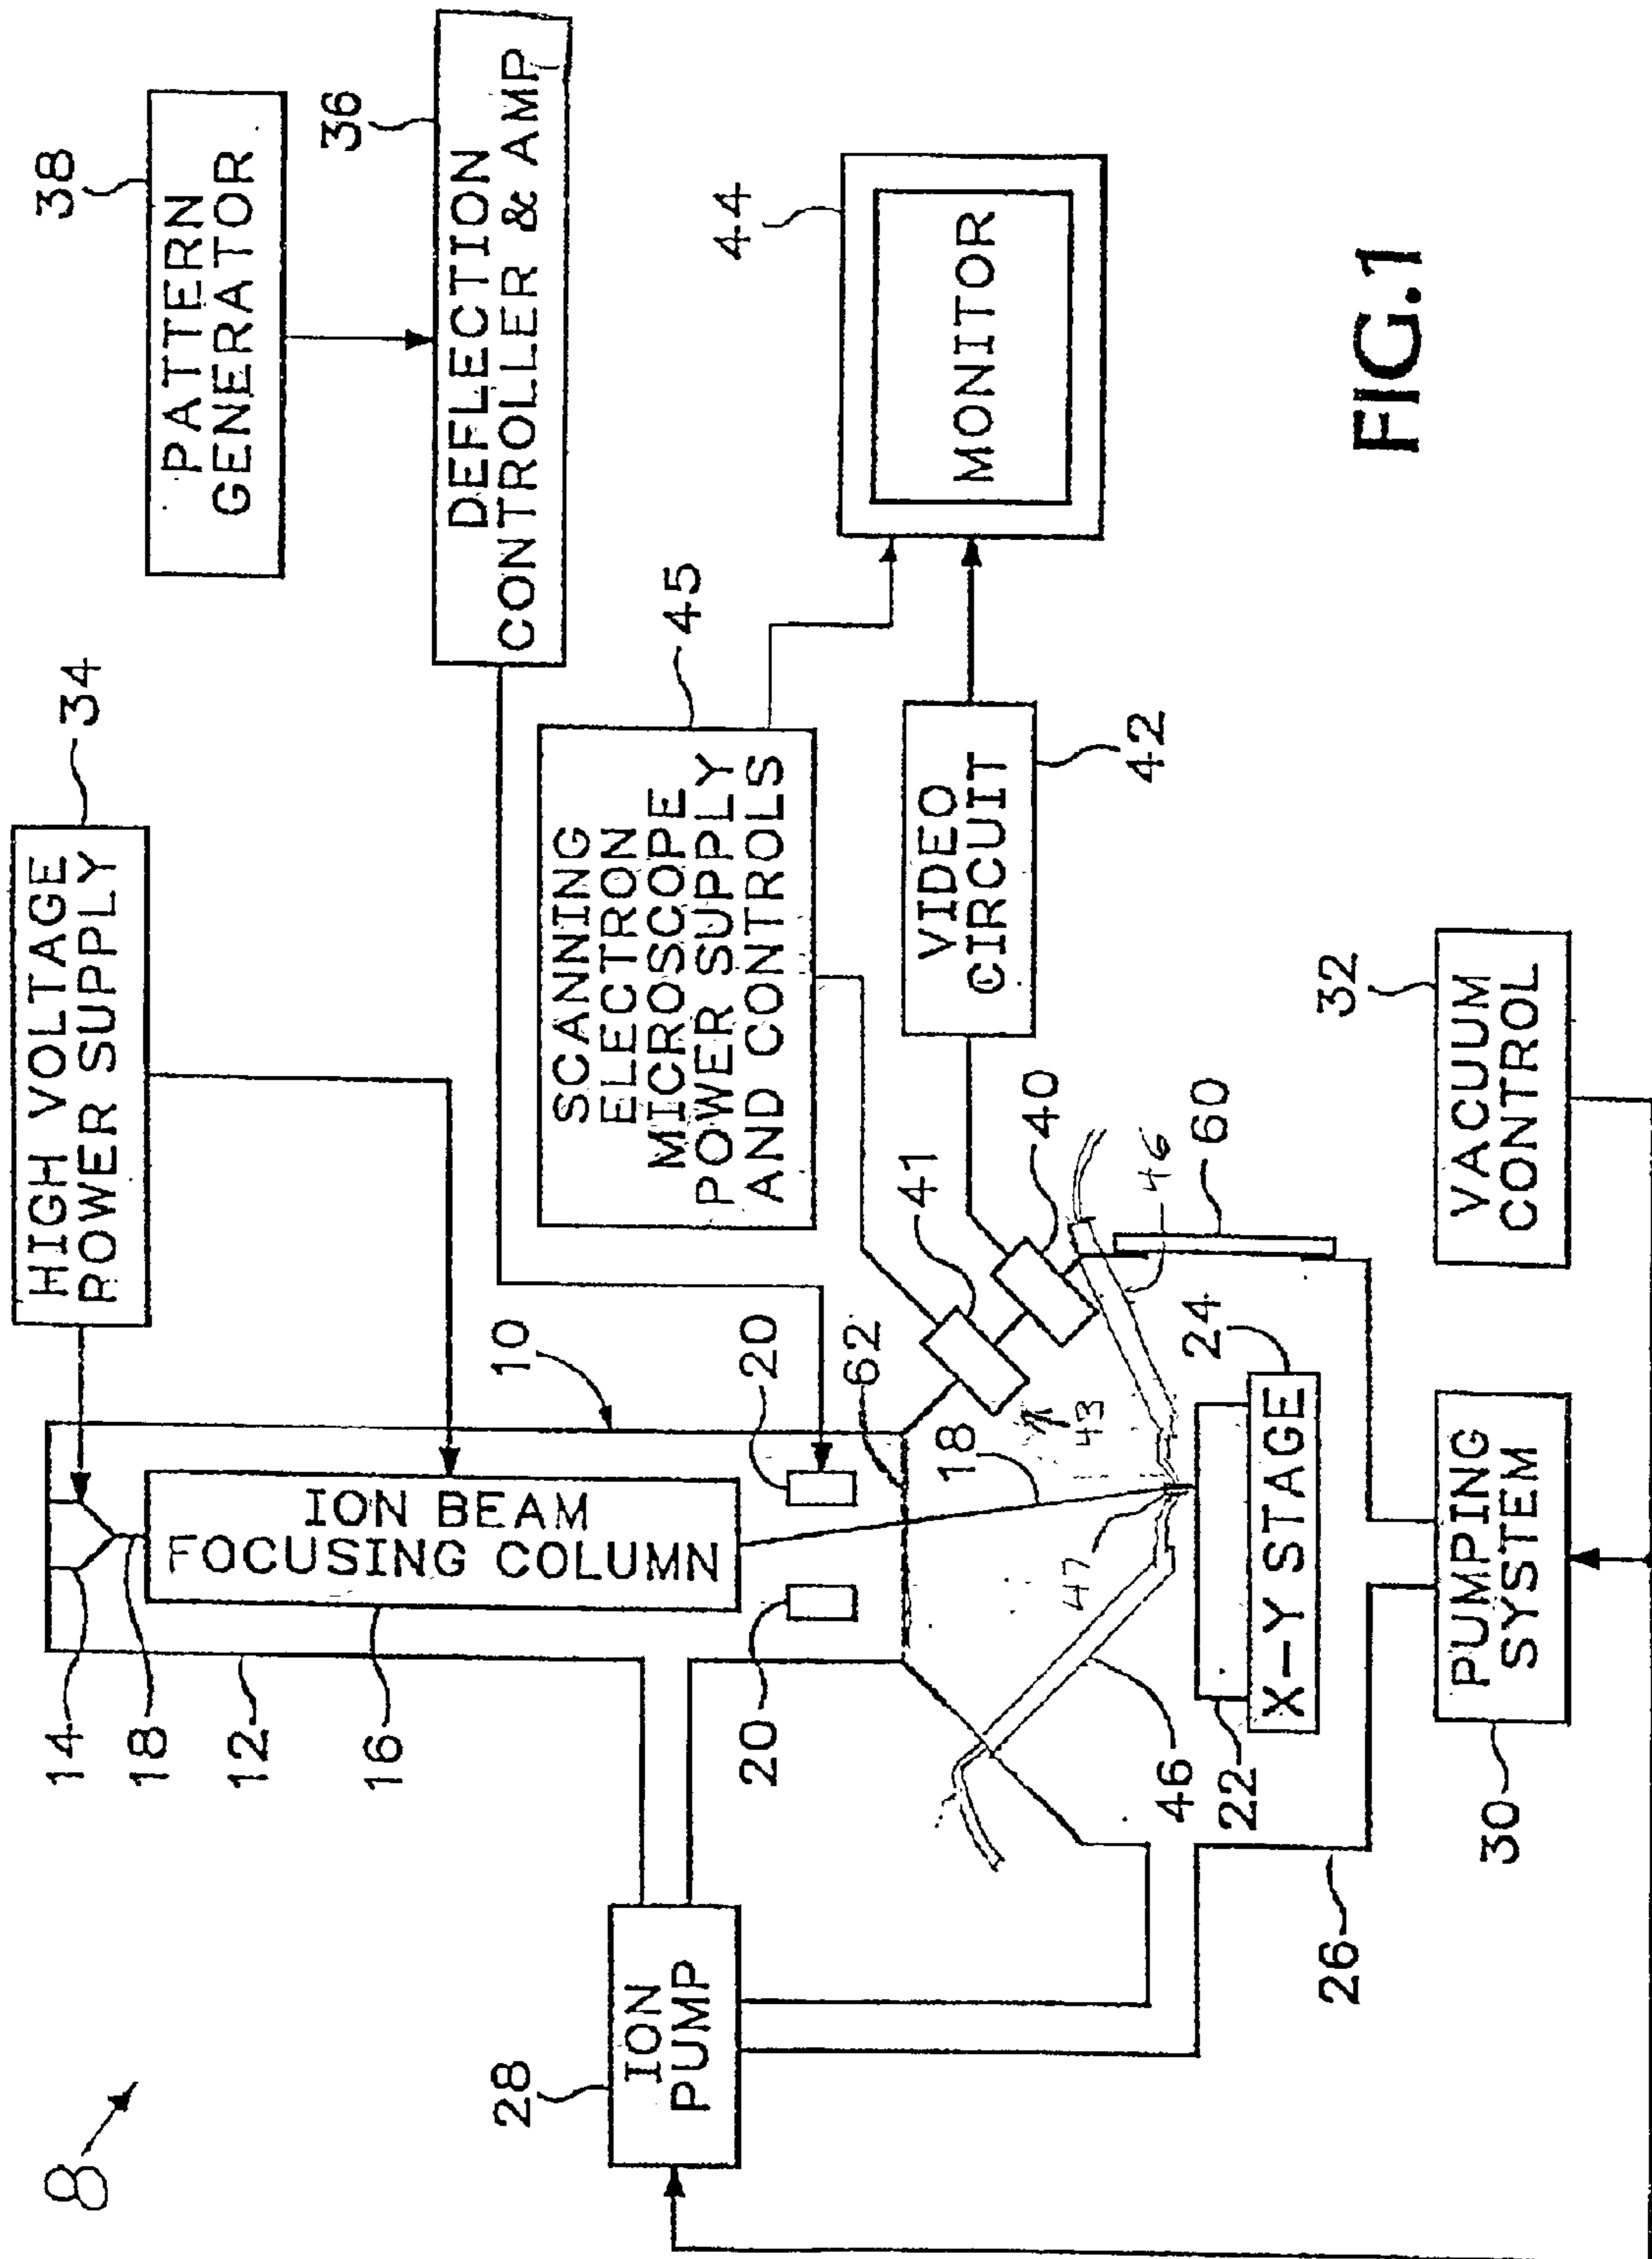 8
38
PATTERN
GENERATOR
34
HIGH VOLTAGE
POWER SUPPLY
36
DEFLECTION
CONTROLLER & AMP
14
18
12
16
ION BEAM
FOCUSING COLUMN
10
20
20
62
45
SCANNING
ELECTRON
MICROSCOPE
POWER SUPPLY
AND CONTROLS
44
MONITOR
28
ION
PUMP
41
40
VIDEO
CIRCUIT
42
43
18
47
46
46
60
22
X-Y STAGE
24
26
30
PUMPING
SYSTEM
32
VACUUM
CONTROL
FIG.1